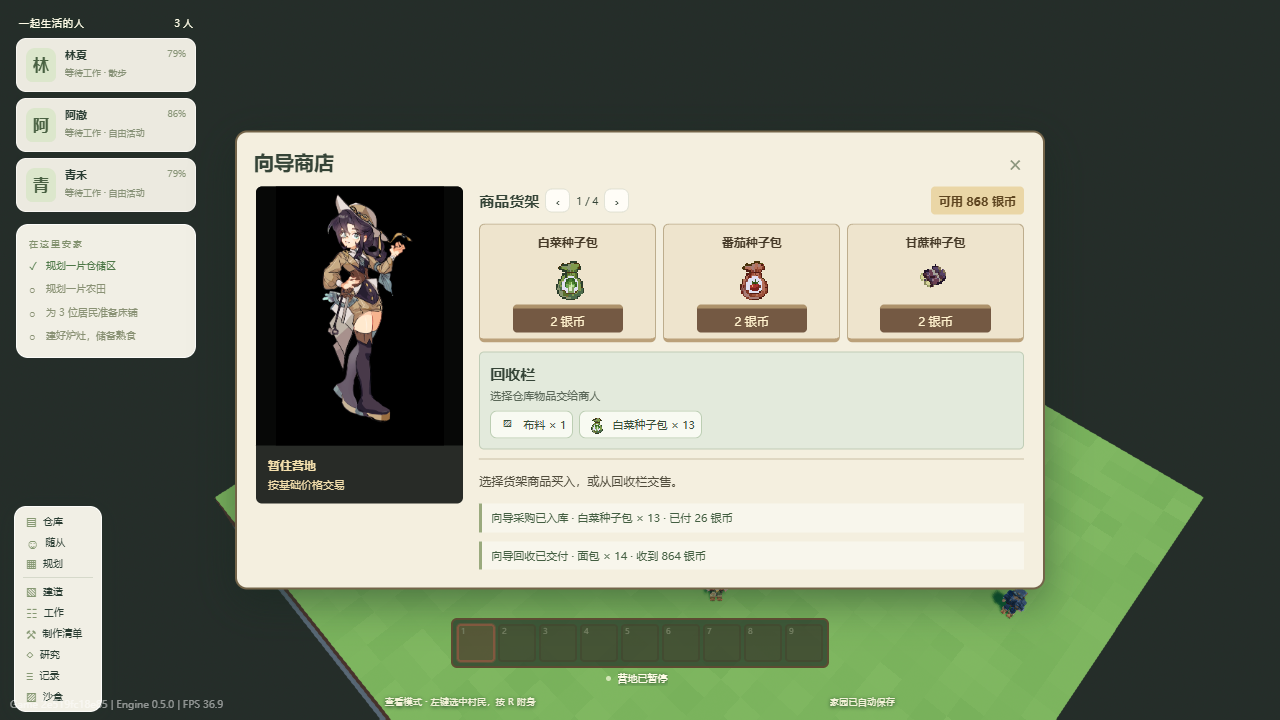 一起生活的人 3 人
林
林夏 79%
等待工作 · 散步
阿
阿澈 86%
等待工作 · 自由活动
青
青禾 79%
等待工作 · 自由活动
在这里安家
✓ 规划一片仓储区
规划一片农田
为 3 位居民准备床铺
建好炉灶，储备熟食
向导商店 ×
商品货架 ‹ 1 / 4 › 可用 868 银币
白菜种子包 番茄种子包 甘蔗种子包
2 银币 2 银币 2 银币
回收栏
选择仓库物品交给商人
布料 × 1 白菜种子包 × 13
暂住营地
按基础价格交易
选择货架商品买入，或从回收栏交售。
向导采购已入库 · 白菜种子包 × 13 · 已付 26 银币
向导回收已交付 · 面包 × 14 · 收到 864 银币
仓库
随从
规划
建造
工作
制作清单
研究
记录
沙盒
1 2 3 4 5 6 7 8 9
营地已暂停
查看模式 · 左键选中村民，按 R 附身 家园已自动保存
| Engine 0.5.0 | FPS 36.9